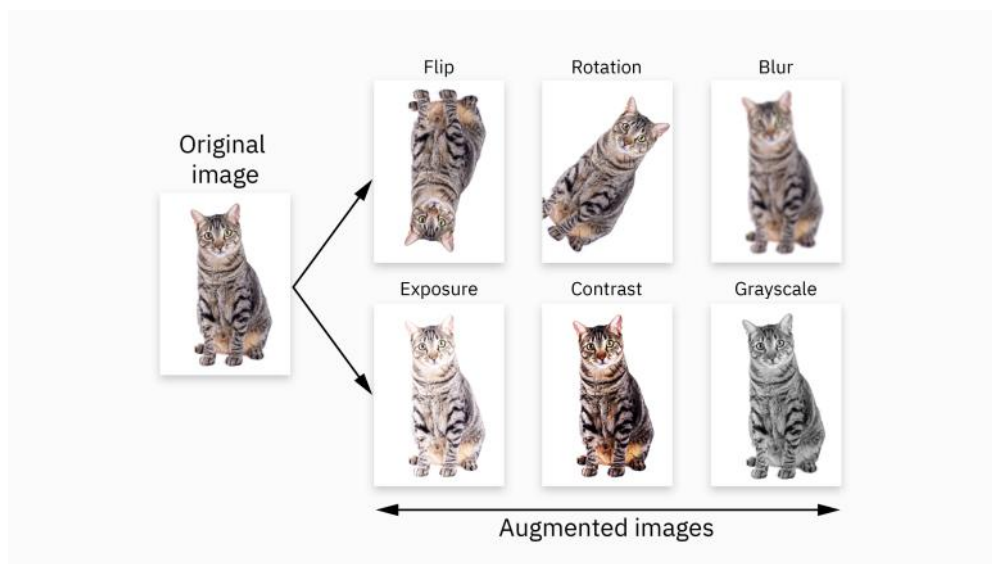 Original
image
Flip
Rotation
Blur
Exposure
Contrast
Grayscale
Augmented images